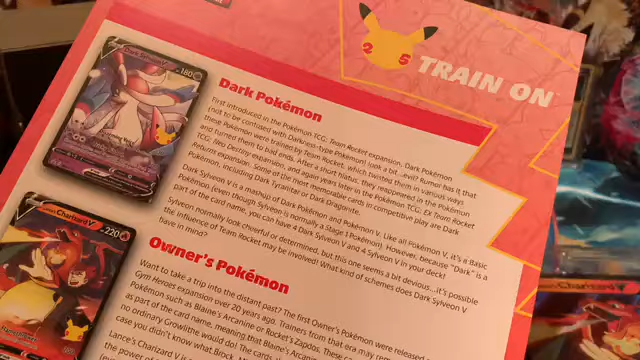 25
TRAIN ON
Dark Sylveon V
180
Dark Pokémon
First introduced in the Pokémon TCG: Team Rocket expansion, Dark Pokémon
(not to be confused with Darkness-type Pokémon) look a bit...evil? Rumor has it that
these Pokémon were trained by Team Rocket, which twisted them in various ways
and turned them to bad ends. After a short hiatus, they reappeared in the Pokémon
TCG: Neo Destiny expansion, and again years later in the Pokémon TCG: EX Team Rocket
Returns expansion. Some of the most memorable cards in competitive play are Dark
Pokémon, including Dark Tyranitar and Dark Dragonite.
Dark Sylveon V is a mashup of Dark Pokémon and Pokémon V. Like all Pokémon V, it's a Basic
Pokémon (even though Sylveon is normally a Stage 1 Pokémon). However, because "Dark" is a
part of the card name, you can have 4 Dark Sylveon V and 4 Sylveon V in your deck!
Sylveon normally look cheerful or determined, but this one seems a bit devious...it's possible
the influence of Team Rocket may be involved! What kind of schemes does Dark Sylveon V
have in mind?
Charizard V
220
Owner's Pokémon
Want to take a trip into the distant past? The first Owner's Pokémon were released
Gym Heroes expansion over 20 years ago. Trainers from that era may
Pokémon such as Blaine's Arcanine or Rocket's Zapdos. These
as part of the card name, meaning that Blaine's Arcanine
no ordinary Growlithe would do! The cards
case you didn't know what Brock
Lance's Charizard V is
the power of